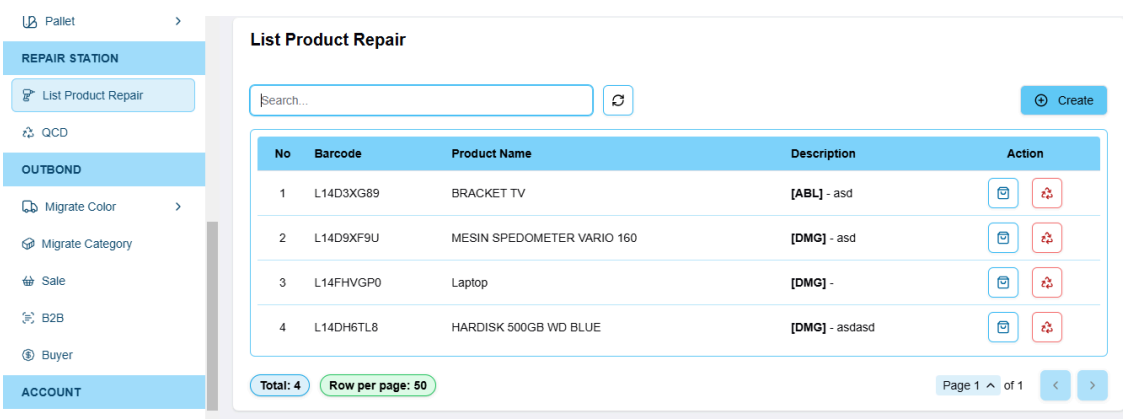 Pallet
REPAIR STATION
List Product Repair
QCD
OUTBOND
Migrate Color
Migrate Category
Sale
B2B
Buyer
ACCOUNT
List Product Repair
Search...
Create
No Barcode Product Name Description Action
1 L14D3XG89 BRACKET TV [ABL] - asd
2 L14D9XF9U MESIN SPEDOMETER VARIO 160 [DMG] - asd
3 L14FHVGP0 Laptop [DMG] -
4 L14DH6TL8 HARDISK 500GB WD BLUE [DMG] - asdasd
Total: 4 Row per page: 50 Page 1 of 1